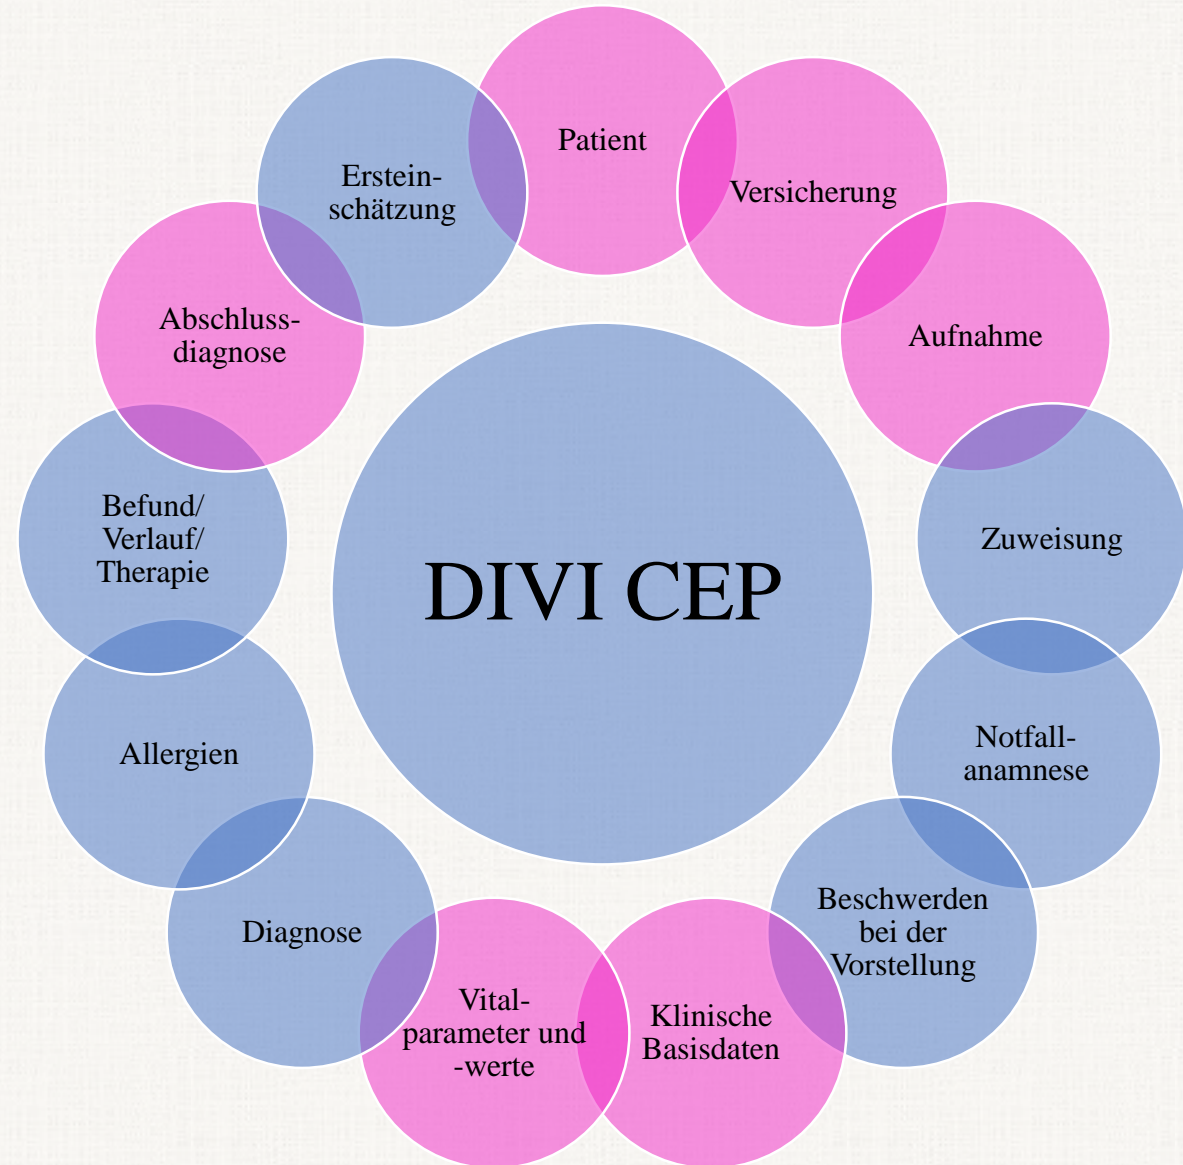 Patient
Versicherung
Aufnahme
Zuweisung
Notfall-
anamnese
Beschwerden
bei der
Vorstellung
Klinische
Basisdaten
Vital-
parameter und
-werte
Diagnose
Allergien
Befund/
Verlauf/
Therapie
Abschluss-
diagnose
Erstein-
schätzung
DIVI CEP